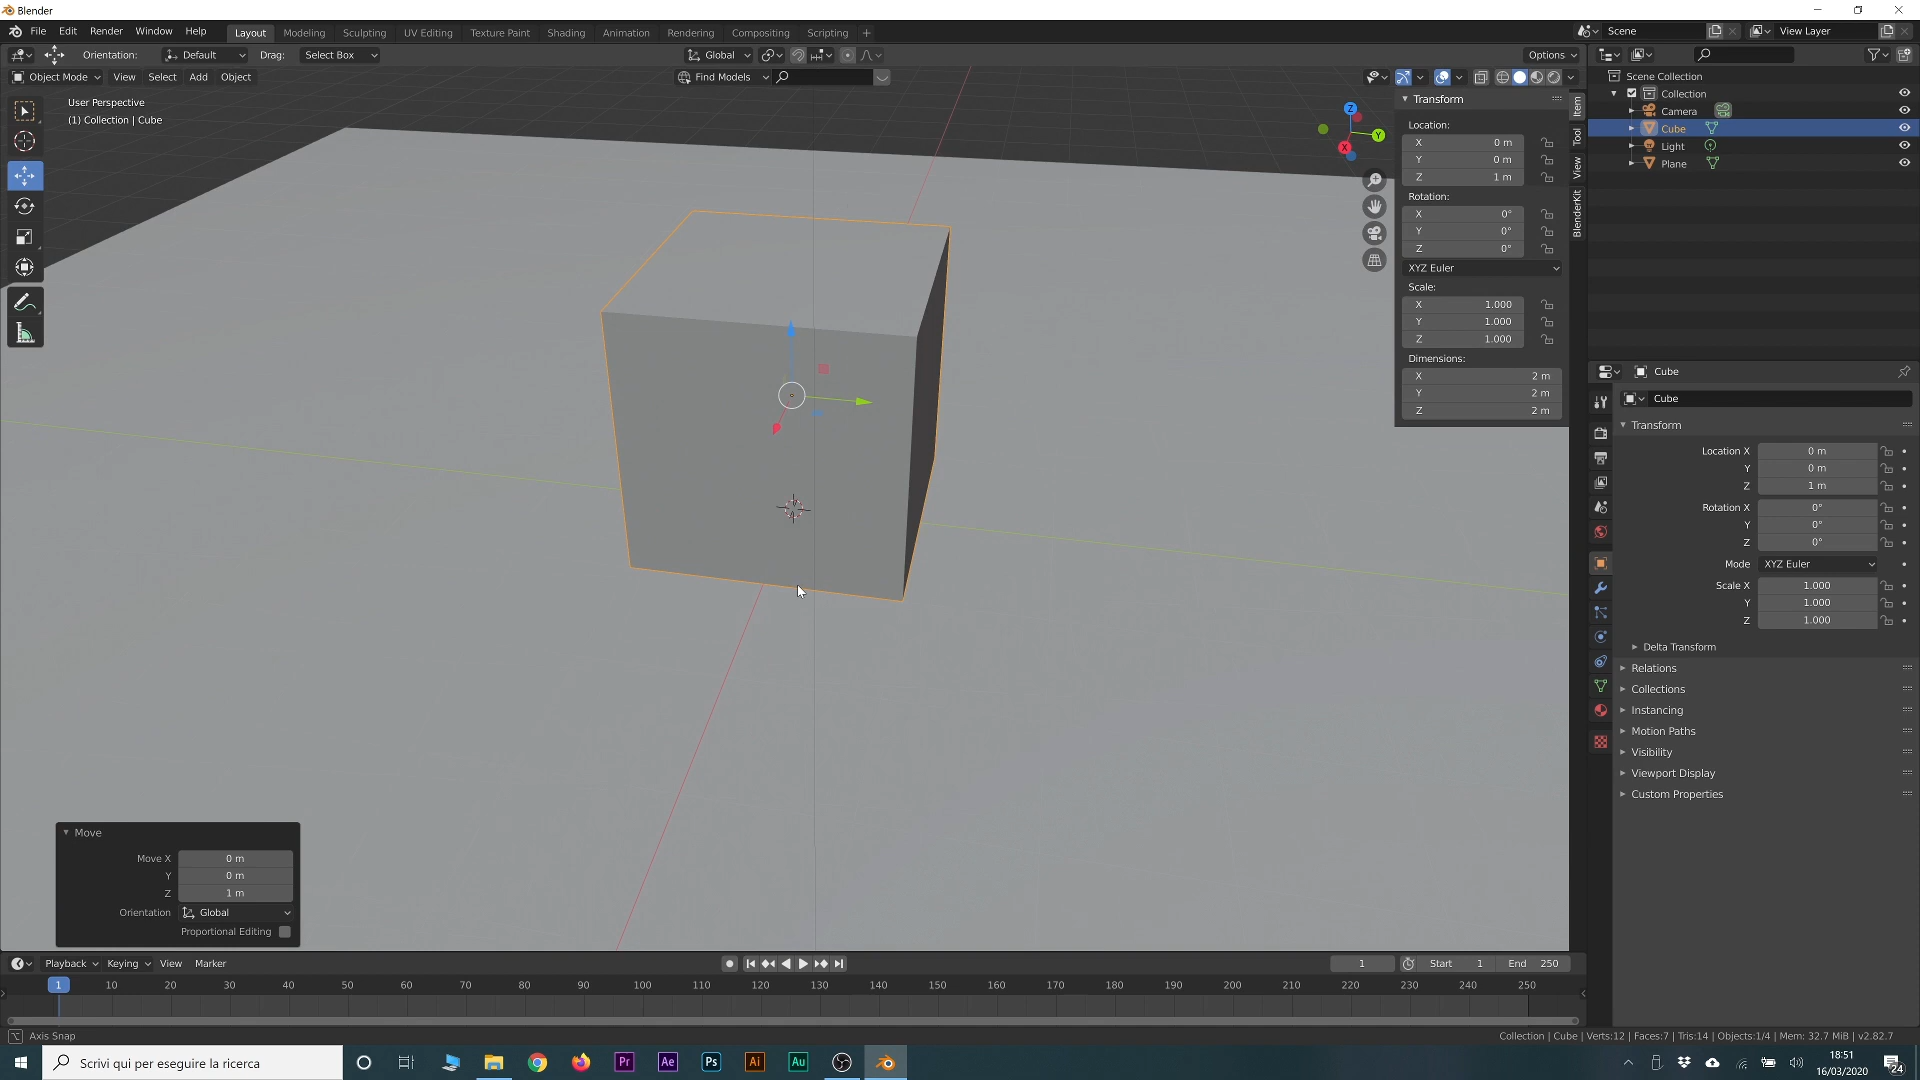 Blender
File Edit Render Window Help
Layout Modeling Sculpting UV Editing Texture Paint Shading Animation Rendering Compositing Scripting +
Scene
View Layer
Orientation: Default Drag: Select Box
Global
Options
Object Mode View Select Add Object
Find Models
User Perspective
(1) Collection | Cube
Z
Y
X
Transform
Location:
X 0 m
Y 0 m
Z 1 m
Rotation:
X 0°
Y 0°
Z 0°
XYZ Euler
Scale:
X 1.000
Y 1.000
Z 1.000
Dimensions:
X 2 m
Y 2 m
Z 2 m
Item
Tool
View
BlenderKit
Scene Collection
Collection
Camera
Cube
Light
Plane
Cube
Cube
Transform
Location X 0 m
Y 0 m
Z 1 m
Rotation X 0°
Y 0°
Z 0°
Mode XYZ Euler
Scale X 1.000
Y 1.000
Z 1.000
Delta Transform
Relations
Collections
Instancing
Motion Paths
Visibility
Viewport Display
Custom Properties
Move
Move X 0 m
Y 0 m
Z 1 m
Orientation Global
Proportional Editing
Playback Keying View Marker
1
Start 1
End 250
1 10 20 30 40 50 60 70 80 90 100 110 120 130 140 150 160 170 180 190 200 210 220 230 240 250
Axis Snap
Collection | Cube | Verts:12 | Faces:7 | Tris:14 | Objects:1/4 | Mem: 32.7 MiB | v2.82.7
Scrivi qui per eseguire la ricerca
Pr Ae Ps Ai Au
18:51
16/03/2020
24